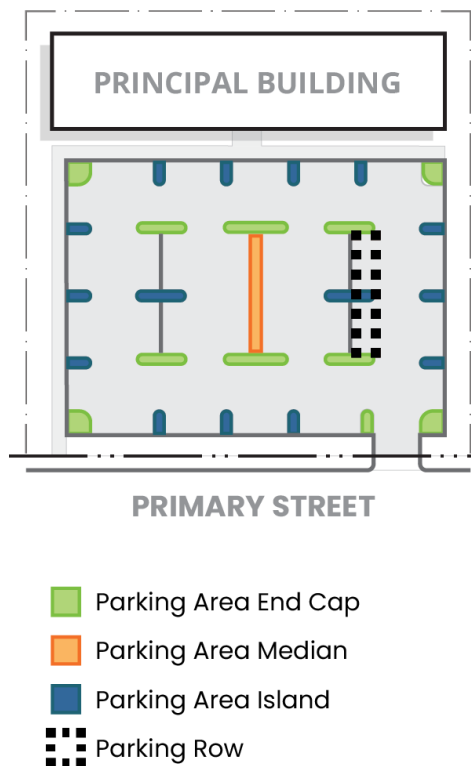 PRINCIPAL BUILDING
PRIMARY STREET
Parking Area End Cap
Parking Area Median
Parking Area Island
Parking Row